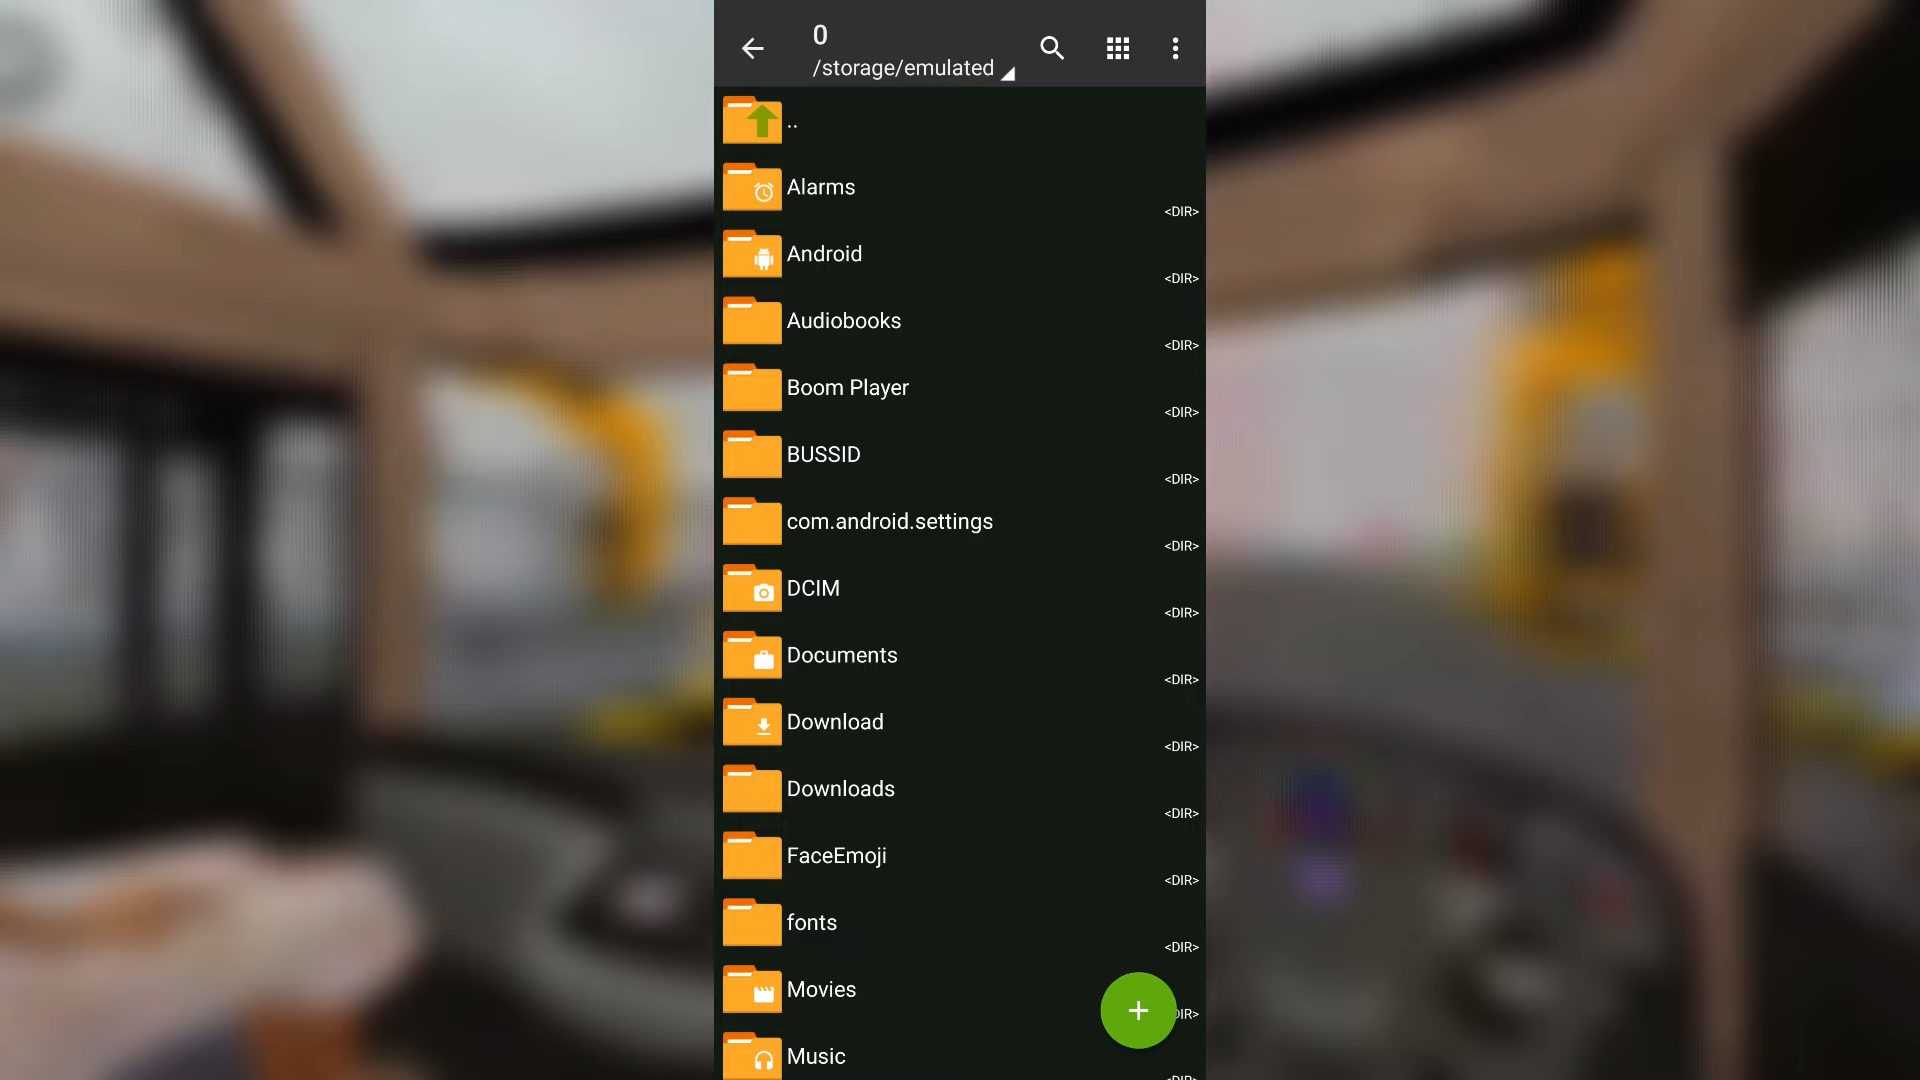 0
/storage/emulated
..
Alarms
<DIR>
Android
<DIR>
Audiobooks
<DIR>
Boom Player
<DIR>
BUSSID
<DIR>
com.android.settings
<DIR>
DCIM
<DIR>
Documents
<DIR>
Download
<DIR>
Downloads
<DIR>
FaceEmoji
<DIR>
fonts
<DIR>
Movies
DIR>
Music